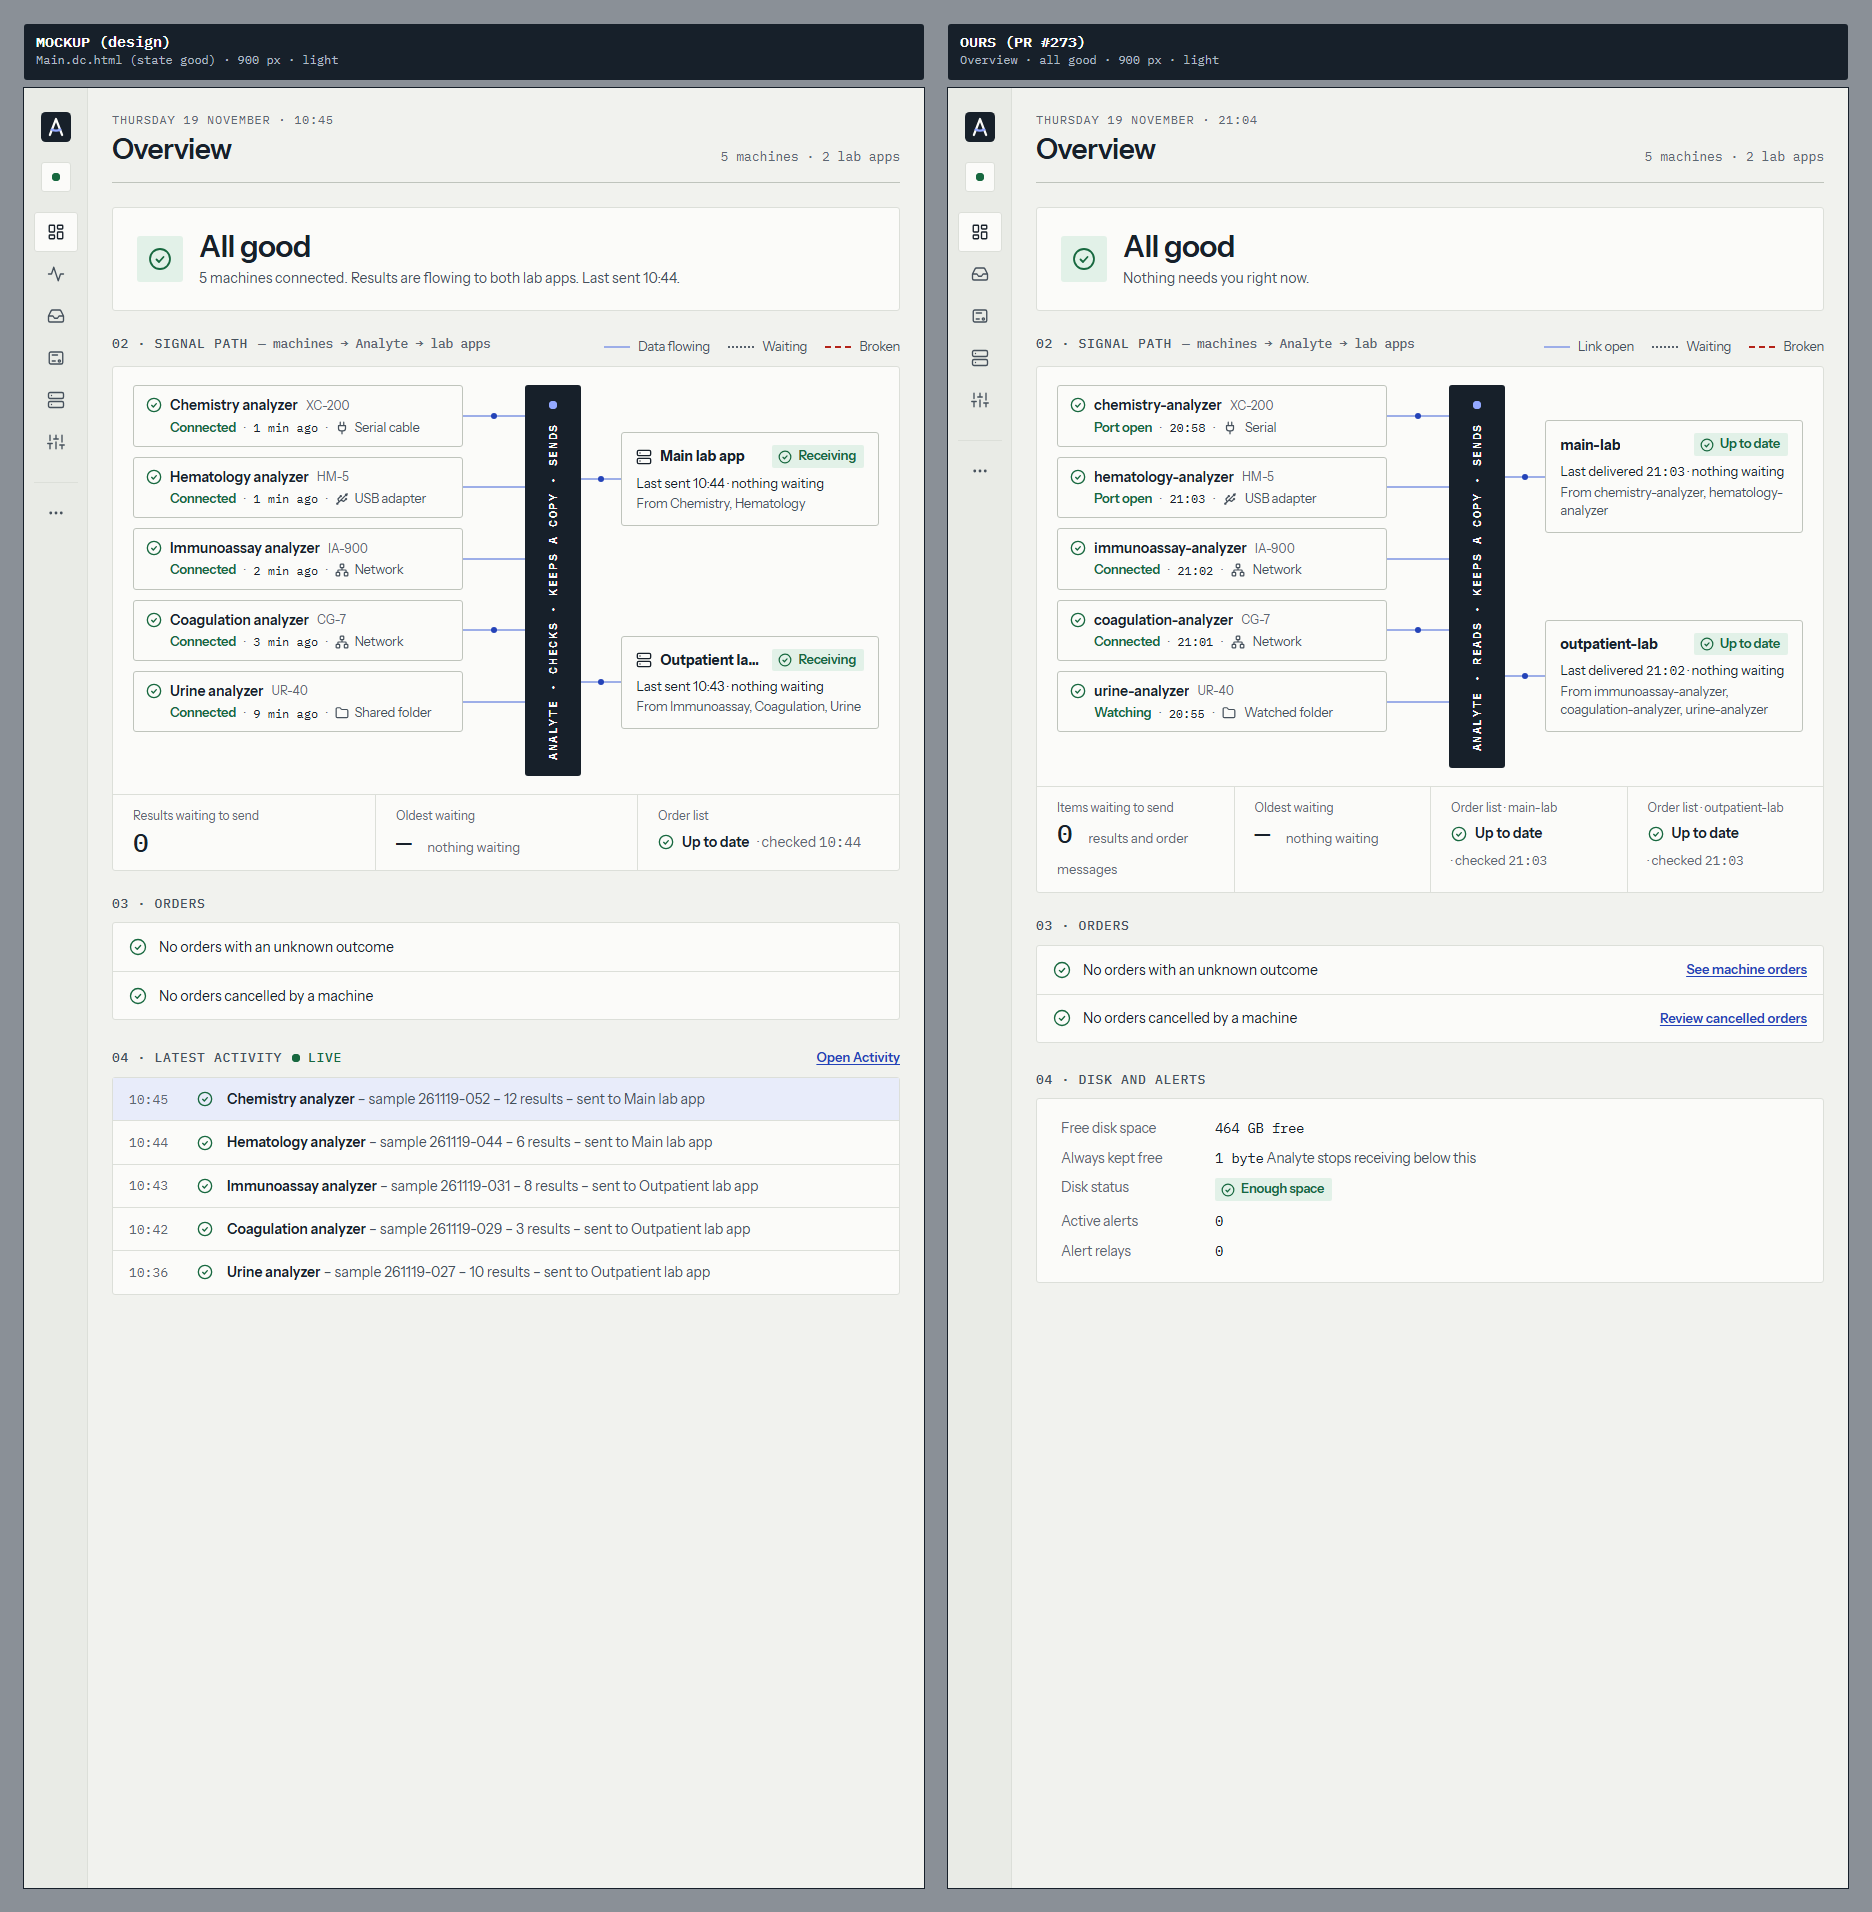 MOCKUP (design)
Main.dc.html (state good) · 900 px · light
A
THURSDAY 19 NOVEMBER · 10:45
Overview
5 machines · 2 lab apps
All good
5 machines connected. Results are flowing to both lab apps. Last sent 10:44.
02 · SIGNAL PATH — machines → Analyte → lab apps
Data flowing
Waiting
Broken
Chemistry analyzer XC-200
Connected · 1 min ago · Serial cable
Hematology analyzer HM-5
Connected · 1 min ago · USB adapter
Immunoassay analyzer IA-900
Connected · 2 min ago · Network
Coagulation analyzer CG-7
Connected · 3 min ago · Network
Urine analyzer UR-40
Connected · 9 min ago · Shared folder
ANALYTE · CHECKS · KEEPS A COPY · SENDS
Main lab app Receiving
Last sent 10:44 · nothing waiting
From Chemistry, Hematology
Outpatient la... Receiving
Last sent 10:43 · nothing waiting
From Immunoassay, Coagulation, Urine
Results waiting to send
0
Oldest waiting
— nothing waiting
Order list
Up to date · checked 10:44
03 · ORDERS
No orders with an unknown outcome
No orders cancelled by a machine
04 · LATEST ACTIVITY LIVE
Open Activity
10:45 Chemistry analyzer – sample 261119-052 – 12 results – sent to Main lab app
10:44 Hematology analyzer – sample 261119-044 – 6 results – sent to Main lab app
10:43 Immunoassay analyzer – sample 261119-031 – 8 results – sent to Outpatient lab app
10:42 Coagulation analyzer – sample 261119-029 – 3 results – sent to Outpatient lab app
10:36 Urine analyzer – sample 261119-027 – 10 results – sent to Outpatient lab app
OURS (PR #273)
Overview · all good · 900 px · light
A
THURSDAY 19 NOVEMBER · 21:04
Overview
5 machines · 2 lab apps
All good
Nothing needs you right now.
02 · SIGNAL PATH — machines → Analyte → lab apps
Link open
Waiting
Broken
chemistry-analyzer XC-200
Port open · 20:58 · Serial
hematology-analyzer HM-5
Port open · 21:03 · USB adapter
immunoassay-analyzer IA-900
Connected · 21:02 · Network
coagulation-analyzer CG-7
Connected · 21:01 · Network
urine-analyzer UR-40
Watching · 20:55 · Watched folder
ANALYTE · READS · KEEPS A COPY · SENDS
main-lab Up to date
Last delivered 21:03 · nothing waiting
From chemistry-analyzer, hematology-
analyzer
outpatient-lab Up to date
Last delivered 21:02 · nothing waiting
From immunoassay-analyzer,
coagulation-analyzer, urine-analyzer
Items waiting to send
0 results and order
messages
Oldest waiting
— nothing waiting
Order list · main-lab
Up to date
· checked 21:03
Order list · outpatient-lab
Up to date
· checked 21:03
03 · ORDERS
No orders with an unknown outcome
See machine orders
No orders cancelled by a machine
Review cancelled orders
04 · DISK AND ALERTS
Free disk space 464 GB free
Always kept free 1 byte Analyte stops receiving below this
Disk status Enough space
Active alerts 0
Alert relays 0